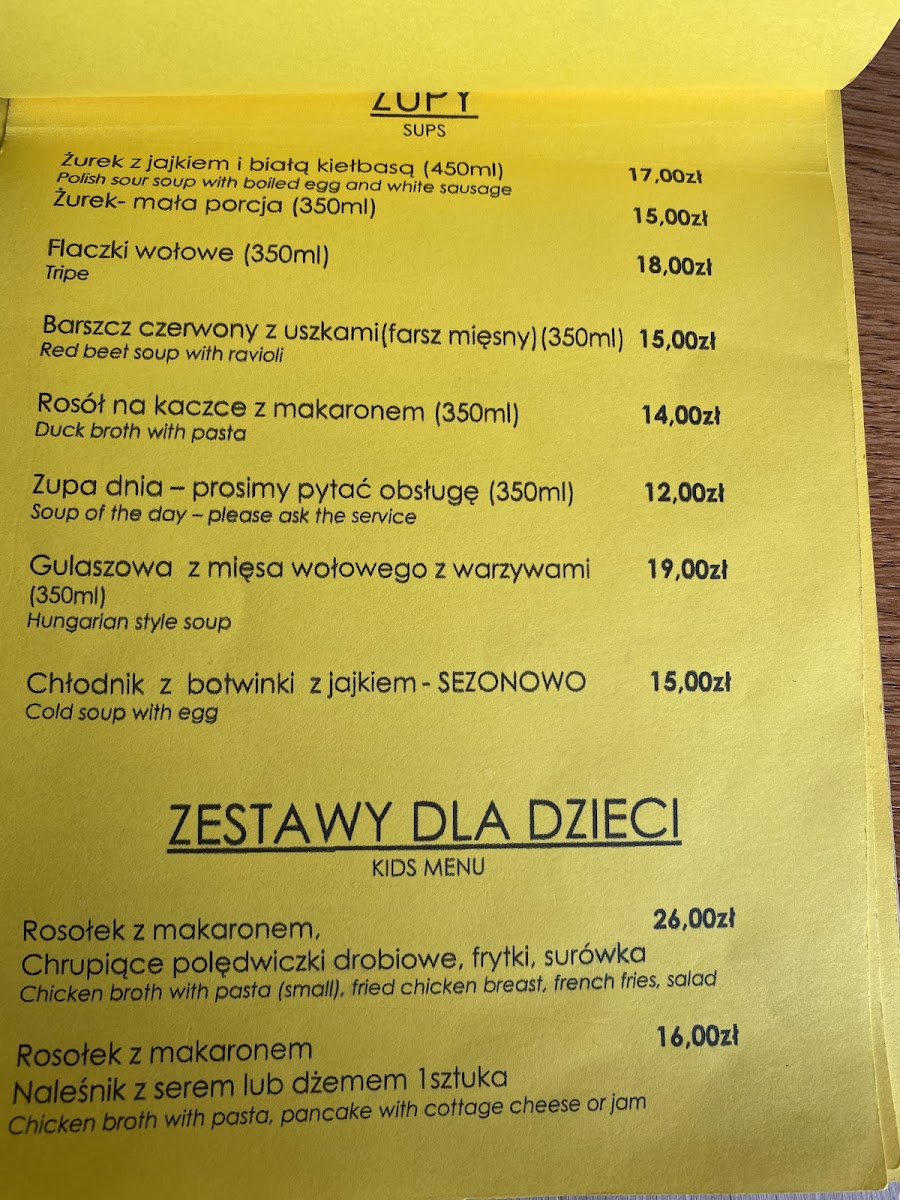 ZUPY
SUPS
Żurek z jajkiem i białą kiełbasą (450ml) 17,00zł
Polish sour soup with boiled egg and white sausage
Żurek- mała porcja (350ml) 15,00zł
Flaczki wołowe (350ml) 18,00zł
Tripe
Barszcz czerwony z uszkami(farsz mięsny)(350ml) 15,00zł
Red beet soup with ravioli
Rosół na kaczce z makaronem (350ml) 14,00zł
Duck broth with pasta
Zupa dnia – prosimy pytać obsługę (350ml) 12,00zł
Soup of the day – please ask the service
Gulaszowa z mięsa wołowego z warzywami 19,00zł
(350ml)
Hungarian style soup
Chłodnik z botwinki z jajkiem - SEZONOWO 15,00zł
Cold soup with egg
ZESTAWY DLA DZIECI
KIDS MENU
Rosołek z makaronem, 26,00zł
Chrupiące polędwiczki drobiowe, frytki, surówka
Chicken broth with pasta (small), fried chicken breast, french fries, salad
Rosołek z makaronem 16,00zł
Naleśnik z serem lub dżemem 1sztuka
Chicken broth with pasta, pancake with cottage cheese or jam